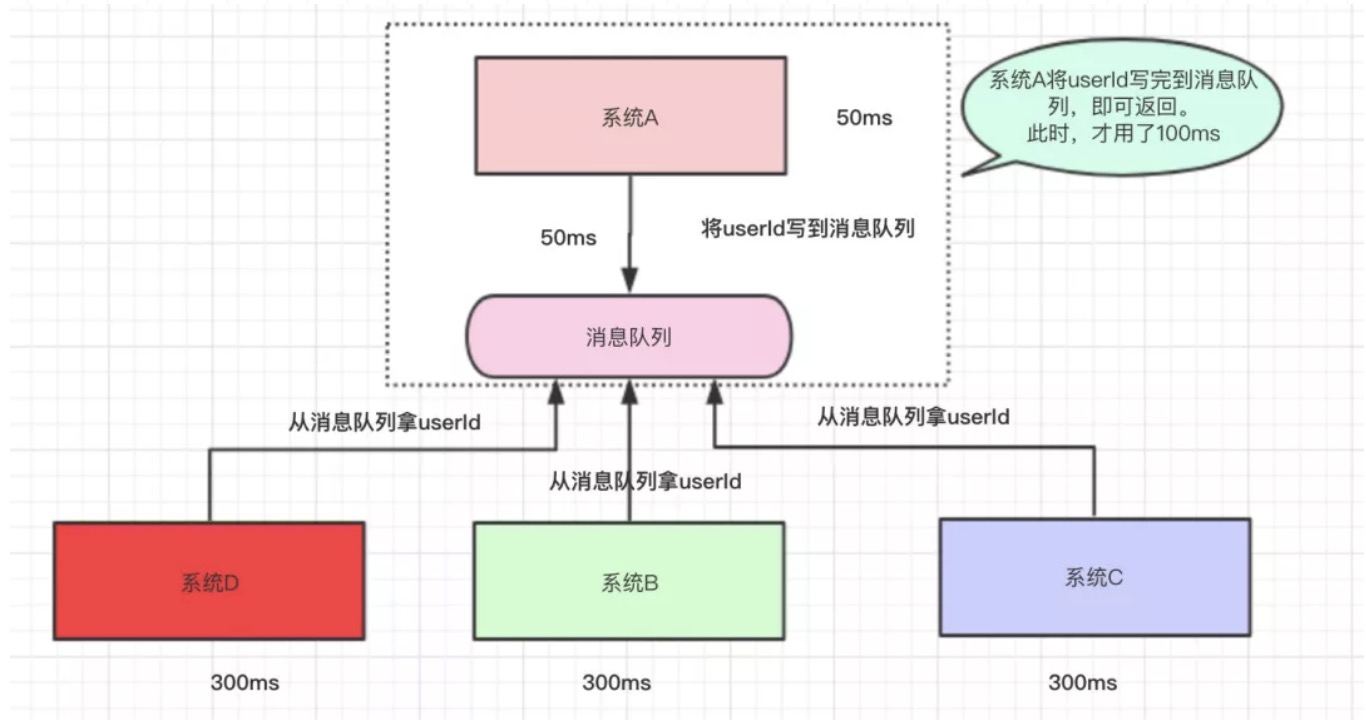 系统A
50ms
系统A将userId写完到消息队
列，即可返回。
此时，才用了100ms
50ms
将userId写到消息队列
消息队列
从消息队列拿userId
从消息队列拿userId
从消息队列拿userId
系统D
系统B
系统C
300ms
300ms
300ms